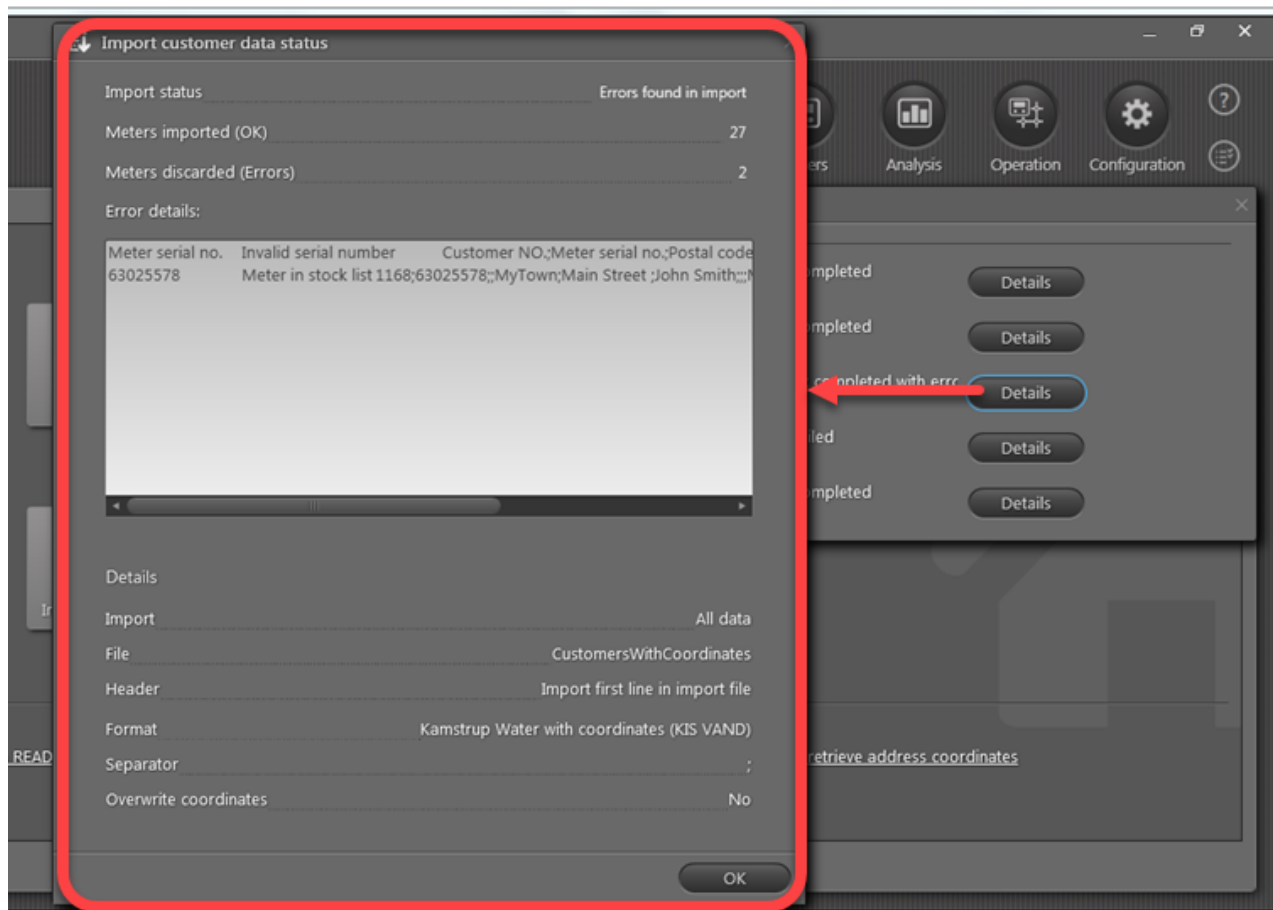 Import customer data status
Import status Errors found in import
Meters imported (OK) 27
Meters discarded (Errors) 2
Error details:
Meter serial no. Invalid serial number Customer NO.;Meter serial no.;Postal code
63025578 Meter in stock list 1168;63025578;;MyTown;Main Street ;John Smith;;;
Details
Import All data
File CustomersWithCoordinates
Header Import first line in import file
Format Kamstrup Water with coordinates (KIS VAND)
Separator ;
Overwrite coordinates No
OK
Analysis
Operation
Configuration
?
Details
Details
completed with
Details
Details
Details
READ
retrieve address coordinates